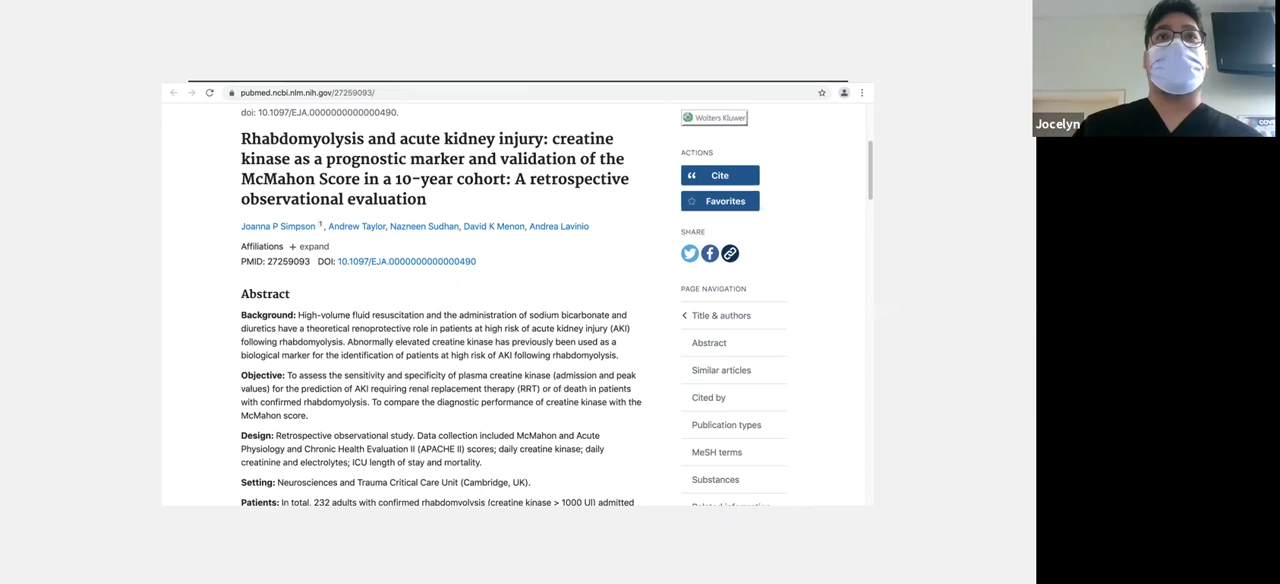 pubmed.ncbi.nlm.nih.gov/27259093/
doi: 10.1097/EJA.0000000000000490.
Rhabdomyolysis and acute kidney injury: creatine
kinase as a prognostic marker and validation of the
McMahon Score in a 10-year cohort: A retrospective
observational evaluation
Joanna P Simpson 1, Andrew Taylor, Nazneen Sudhan, David K Menon, Andrea Lavinio
Affiliations + expand
PMID: 27259093 DOI: 10.1097/EJA.0000000000000490
Abstract
Background: High-volume fluid resuscitation and the administration of sodium bicarbonate and
diuretics have a theoretical renoprotective role in patients at high risk of acute kidney injury (AKI)
following rhabdomyolysis. Abnormally elevated creatine kinase has previously been used as a
biological marker for the identification of patients at high risk of AKI following rhabdomyolysis.
Objective: To assess the sensitivity and specificity of plasma creatine kinase (admission and peak
values) for the prediction of AKI requiring renal replacement therapy (RRT) or of death in patients
with confirmed rhabdomyolysis. To compare the diagnostic performance of creatine kinase with the
McMahon score.
Design: Retrospective observational study. Data collection included McMahon and Acute
Physiology and Chronic Health Evaluation II (APACHE II) scores; daily creatine kinase; daily
creatinine and electrolytes; ICU length of stay and mortality.
Setting: Neurosciences and Trauma Critical Care Unit (Cambridge, UK).
Patients: In total, 232 adults with confirmed rhabdomyolysis (creatine kinase > 1000 Ul) admitted
Wolters Kluwer
ACTIONS
Cite
Favorites
SHARE
PAGE NAVIGATION
Title & authors
Abstract
Similar articles
Cited by
Publication types
MeSH terms
Substances
Related information
Jocelyn